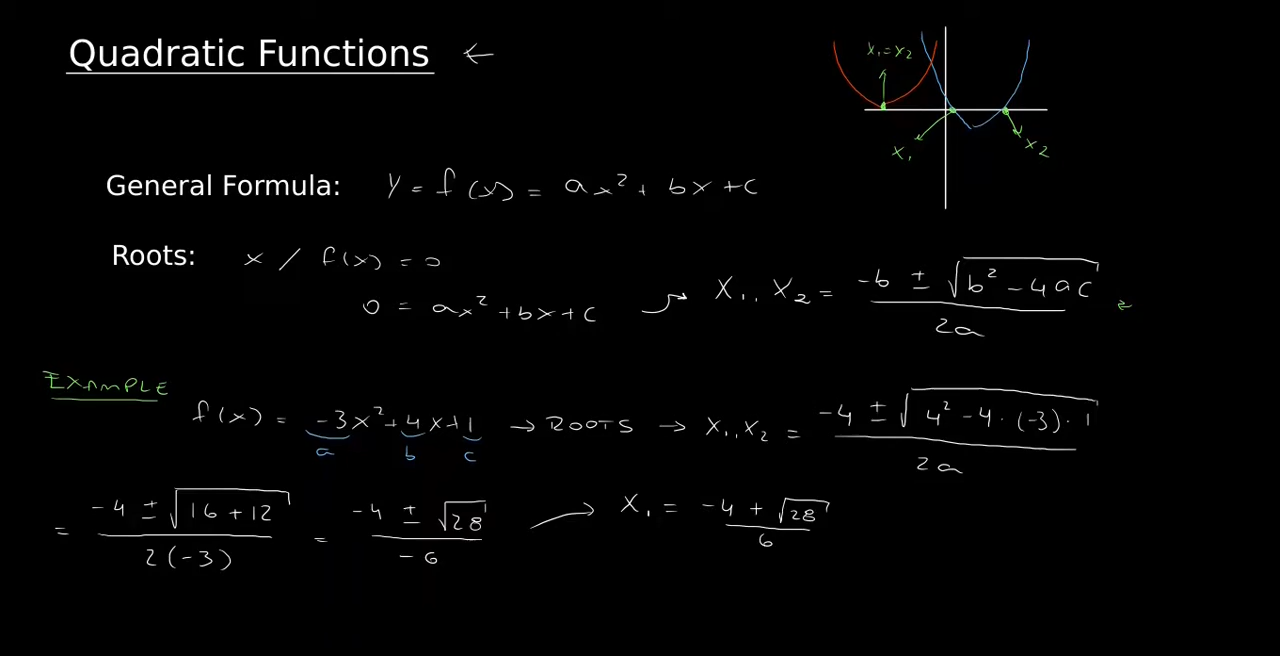 Quadratic Functions ←
x₁=x₂
x₁
x₂
General Formula: y = f(x) = ax² + bx + c
Roots: x / f(x) = 0
0 = ax² + bx + c → x₁, x₂ = (-b ± √(b² - 4ac)) / 2a
EXAMPLE
f(x) = -3x² + 4x + 1 → ROOTS → x₁, x₂ = (-4 ± √(4² - 4·(-3)·1)) / 2a
a b c
= (-4 ± √(16 + 12)) / 2(-3) = (-4 ± √28) / -6 → x₁ = (-4 + √28) / 6